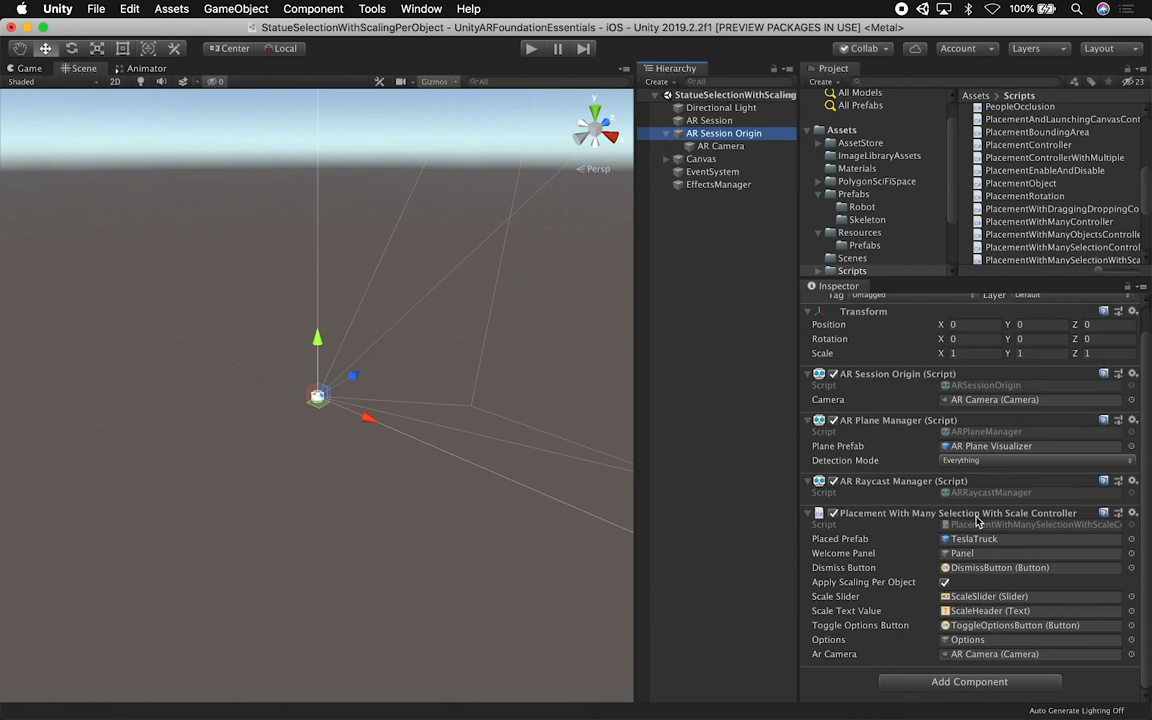 Unity File Edit Assets GameObject Component Tools Window Help 100%
StatueSelectionWithScalingPerObject - UnityARFoundationEssentials - iOS - Unity 2019.2.2f1 [PREVIEW PACKAGES IN USE] <Metal>
Center Local Collab Account Layers Layout
Game Scene Animator
Shaded 2D 0 Gizmos All
y
z
x
Persp
Hierarchy
Create All
StatueSelectionWithScaling
Directional Light
AR Session
AR Session Origin
AR Camera
Canvas
EventSystem
EffectsManager
Project
Create 23
All Models
All Prefabs
Assets
AssetStore
ImageLibraryAssets
Materials
PolygonSciFiSpace
Prefabs
Robot
Skeleton
Resources
Prefabs
Scenes
Scripts
Assets Scripts
PeopleOcclusion
PlacementAndLaunchingCanvasCont
PlacementBoundingArea
PlacementController
PlacementControllerWithMultiple
PlacementEnableAndDisable
PlacementObject
PlacementRotation
PlacementWithDraggingDroppingCo
PlacementWithManyController
PlacementWithManyObjectsControlle
PlacementWithManySelectionControl
PlacementWithManySelectionWithSca
Inspector
Tag Untagged Layer Default
Transform
Position X 0 Y 0 Z 0
Rotation X 0 Y 0 Z 0
Scale X 1 Y 1 Z 1
AR Session Origin (Script)
Script ARSessionOrigin
Camera AR Camera (Camera)
AR Plane Manager (Script)
Script ARPlaneManager
Plane Prefab AR Plane Visualizer
Detection Mode Everything
AR Raycast Manager (Script)
Script ARRaycastManager
Placement With Many Selection With Scale Controller
Script PlacementWithManySelectionWithScaleC
Placed Prefab TeslaTruck
Welcome Panel Panel
Dismiss Button DismissButton (Button)
Apply Scaling Per Object
Scale Slider ScaleSlider (Slider)
Scale Text Value ScaleHeader (Text)
Toggle Options Button ToggleOptionsButton (Button)
Options Options
Ar Camera AR Camera (Camera)
Add Component
Auto Generate Lighting Off